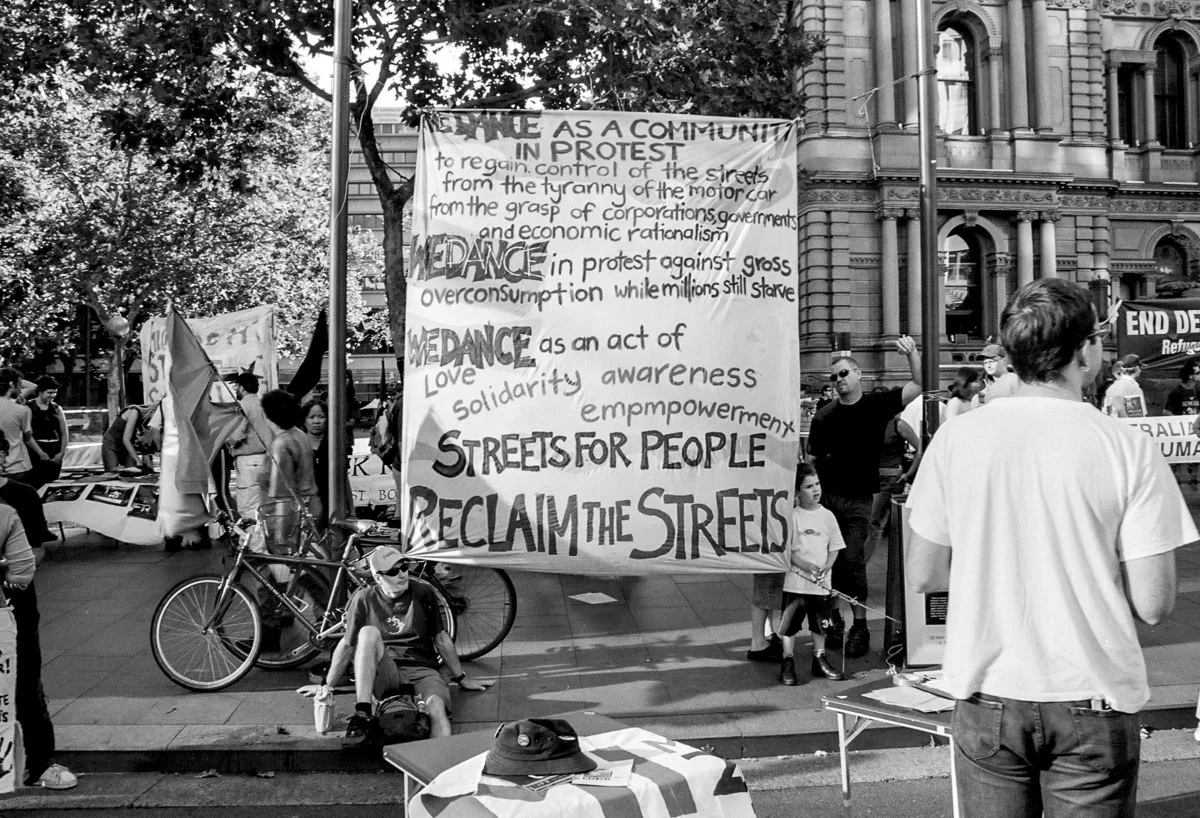 WE DANCE AS A COMMUNITY
IN PROTEST
to regain control of the streets
from the tyranny of the motor car
from the grasp of corporations, governments
and economic rationalism
WE DANCE in protest against gross
overconsumption while millions still starve
WE DANCE as an act of
Love
solidarity awareness
empmpowerment
STREETS FOR PEOPLE
RECLAIM THE STREETS
END DE
Refug
RALIA
UMA